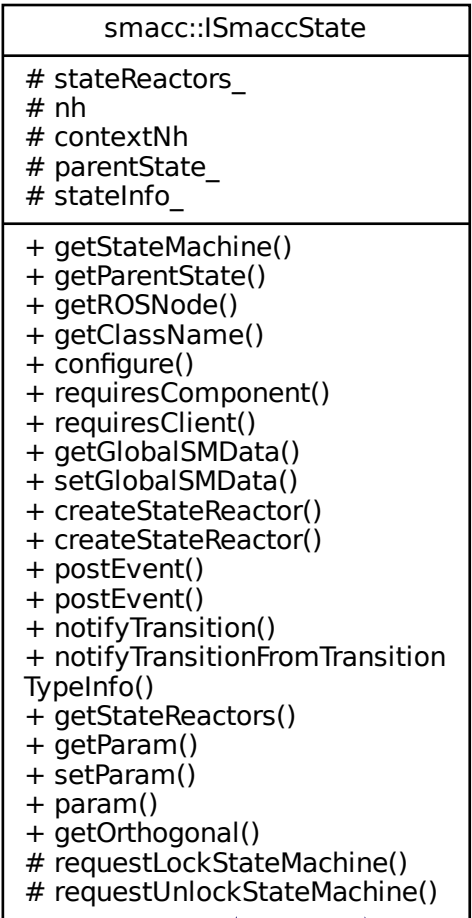 smacc::ISmaccState
# stateReactors_
# nh
# contextNh
# parentState_
# stateInfo_
+ getStateMachine()
+ getParentState()
+ getROSNode()
+ getClassName()
+ configure()
+ requiresComponent()
+ requiresClient()
+ getGlobalSMData()
+ setGlobalSMData()
+ createStateReactor()
+ createStateReactor()
+ postEvent()
+ postEvent()
+ notifyTransition()
+ notifyTransitionFromTransition
TypeInfo()
+ getStateReactors()
+ getParam()
+ setParam()
+ param()
+ getOrthogonal()
# requestLockStateMachine()
# requestUnlockStateMachine()